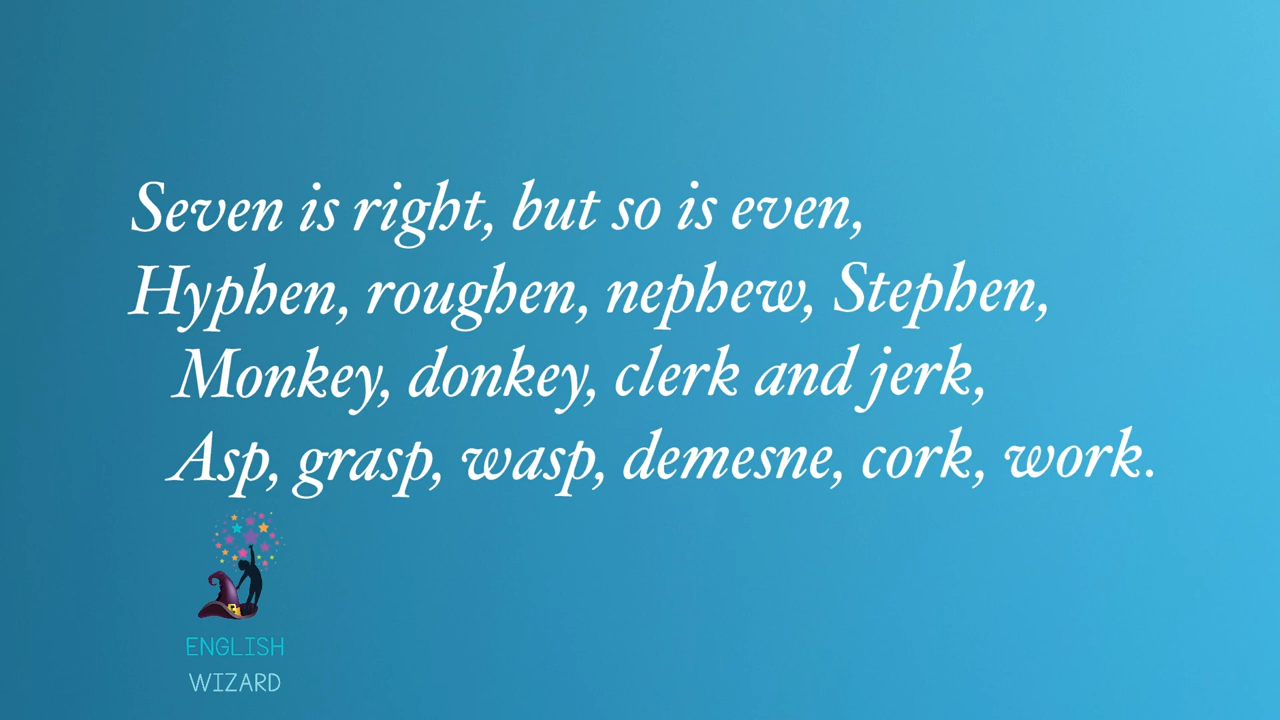 Seven is right, but so is even,
Hyphen, roughen, nephew, Stephen,
Monkey, donkey, clerk and jerk,
Asp, grasp, wasp, demesne, cork, work.
ENGLISH
WIZARD